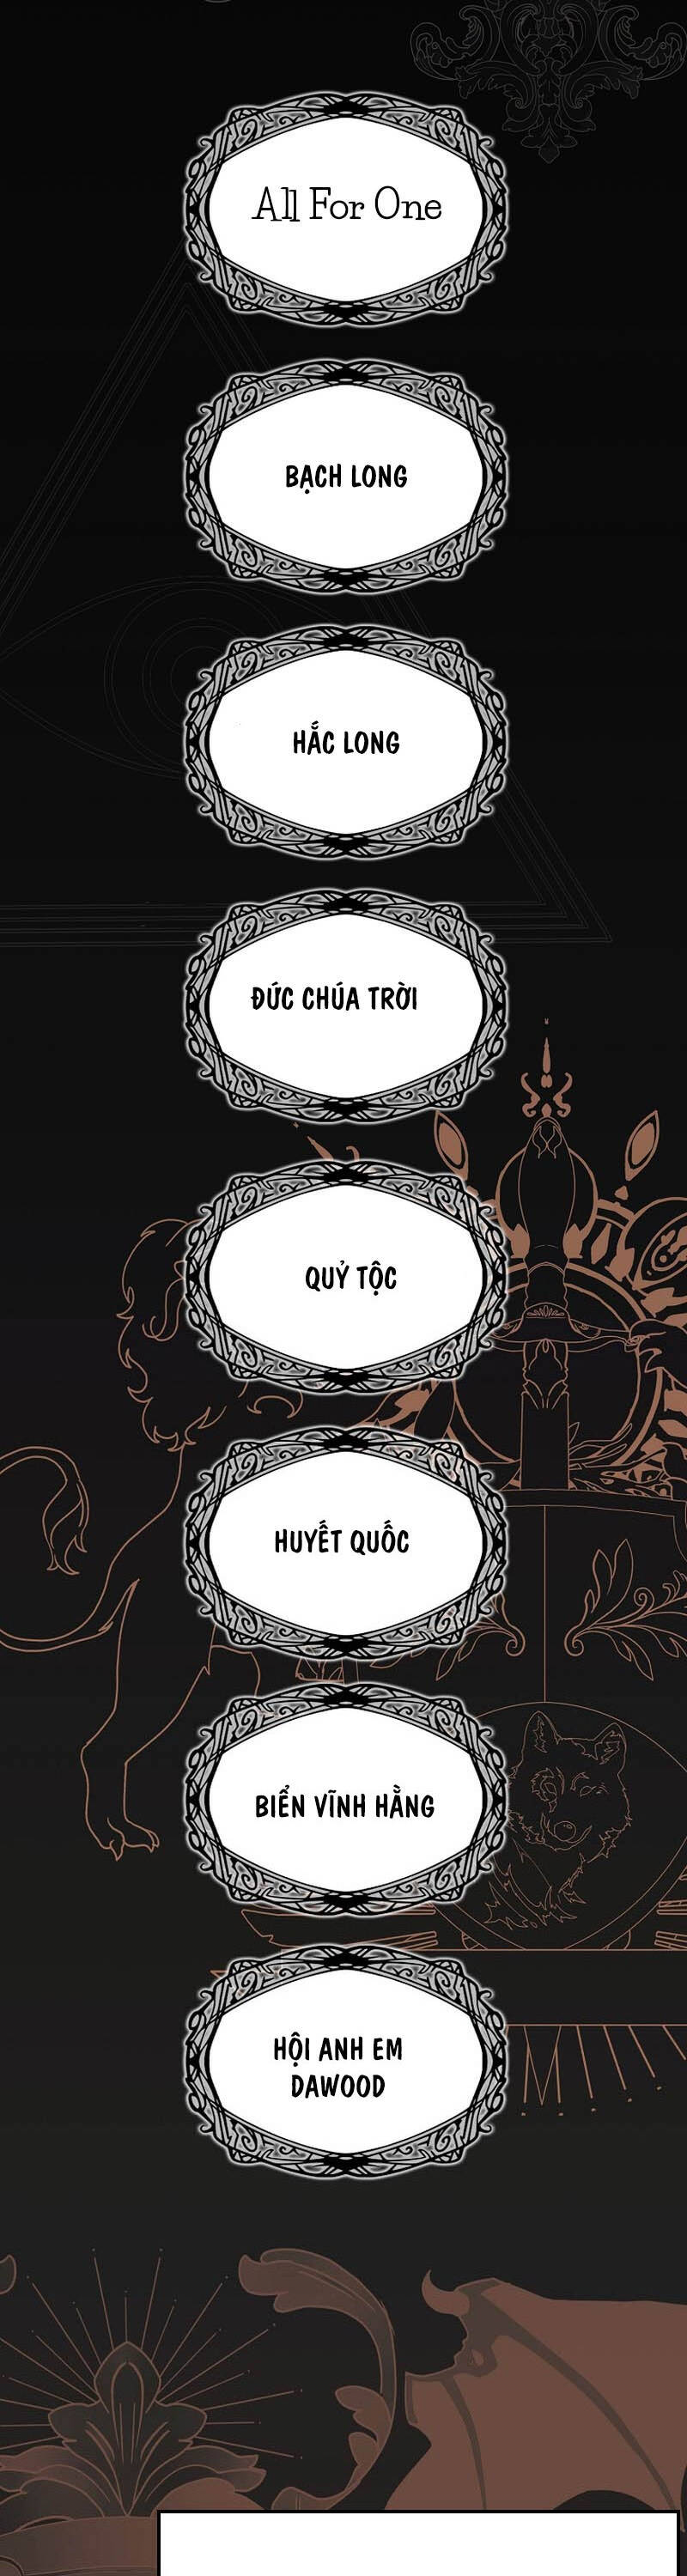 All For One
BẠCH LONG
HẮC LONG
ĐỨC CHÚA TRỜI
QUỶ TỘC
HUYẾT QUỐC
BIỂN VĨNH HẰNG
HỘI ANH EM
DAWOOD